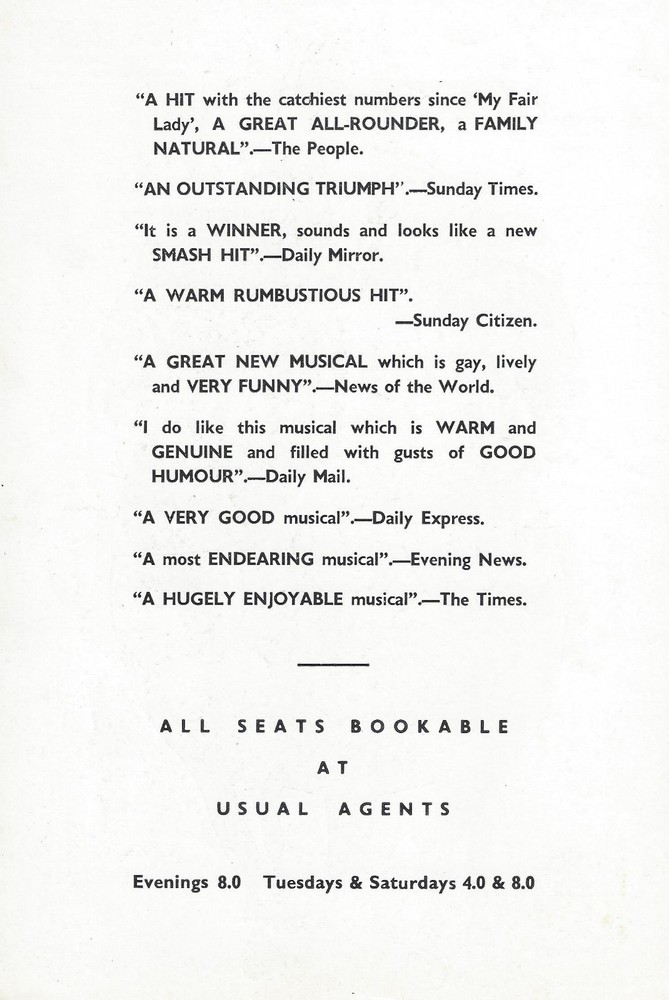 “A HIT with the catchiest numbers since ‘My Fair
Lady’, A GREAT ALL-ROUNDER, a FAMILY
NATURAL”.—The People.
“AN OUTSTANDING TRIUMPH”.—Sunday Times.
“It is a WINNER, sounds and looks like a new
SMASH HIT”.—Daily Mirror.
“A WARM RUMBUSTIOUS HIT”.
—Sunday Citizen.
“A GREAT NEW MUSICAL which is gay, lively
and VERY FUNNY”.—News of the World.
“I do like this musical which is WARM and
GENUINE and filled with gusts of GOOD
HUMOUR”.—Daily Mail.
“A VERY GOOD musical”.—Daily Express.
“A most ENDEARING musical”.—Evening News.
“A HUGELY ENJOYABLE musical”.—The Times.
ALL SEATS BOOKABLE
AT
USUAL AGENTS
Evenings 8.0 Tuesdays & Saturdays 4.0 & 8.0